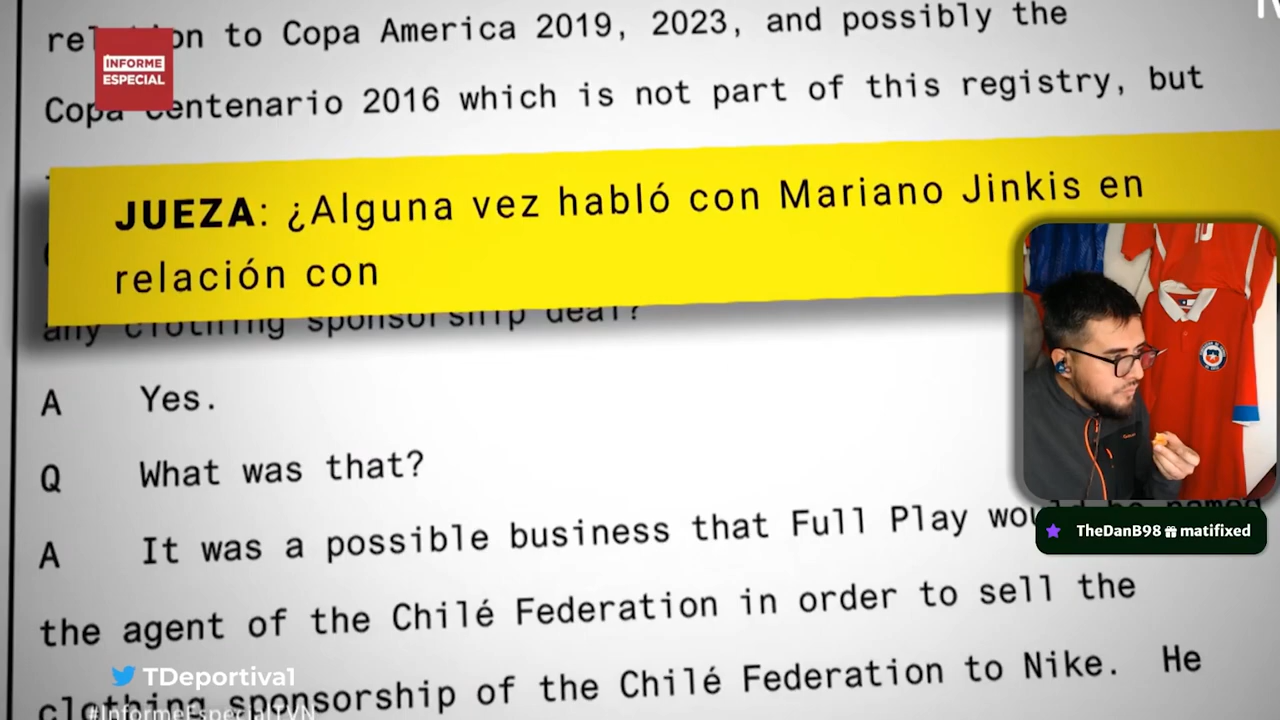 relation to Copa America 2019, 2023, and possibly the
ÍNFORME
ESPECIAL
Copa Centenario 2016 which is not part of this registry, but
JUEZA: ¿Alguna vez habló con Mariano Jinkis en
relación con
any clothing sponsorship deal?
A Yes.
Q What was that?
A It was a possible business that Full Play would be named
TheDanB98 matifixed
the agent of the Chilé Federation in order to sell the
TDeportiva1
clothing sponsorship of the Chilé Federation to Nike. He
#InformeEspecialTVN